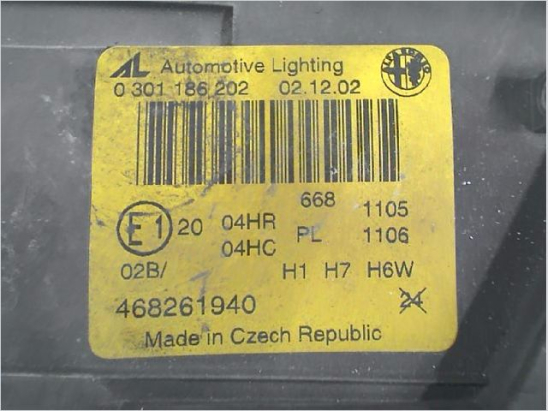 AL Automotive Lighting
0 301 186 202 02.12.02
668
E1 20 04HR PL 1105
04HC 1106
02B/ H1 H7 H6W
468261940 24
Made in Czech Republic